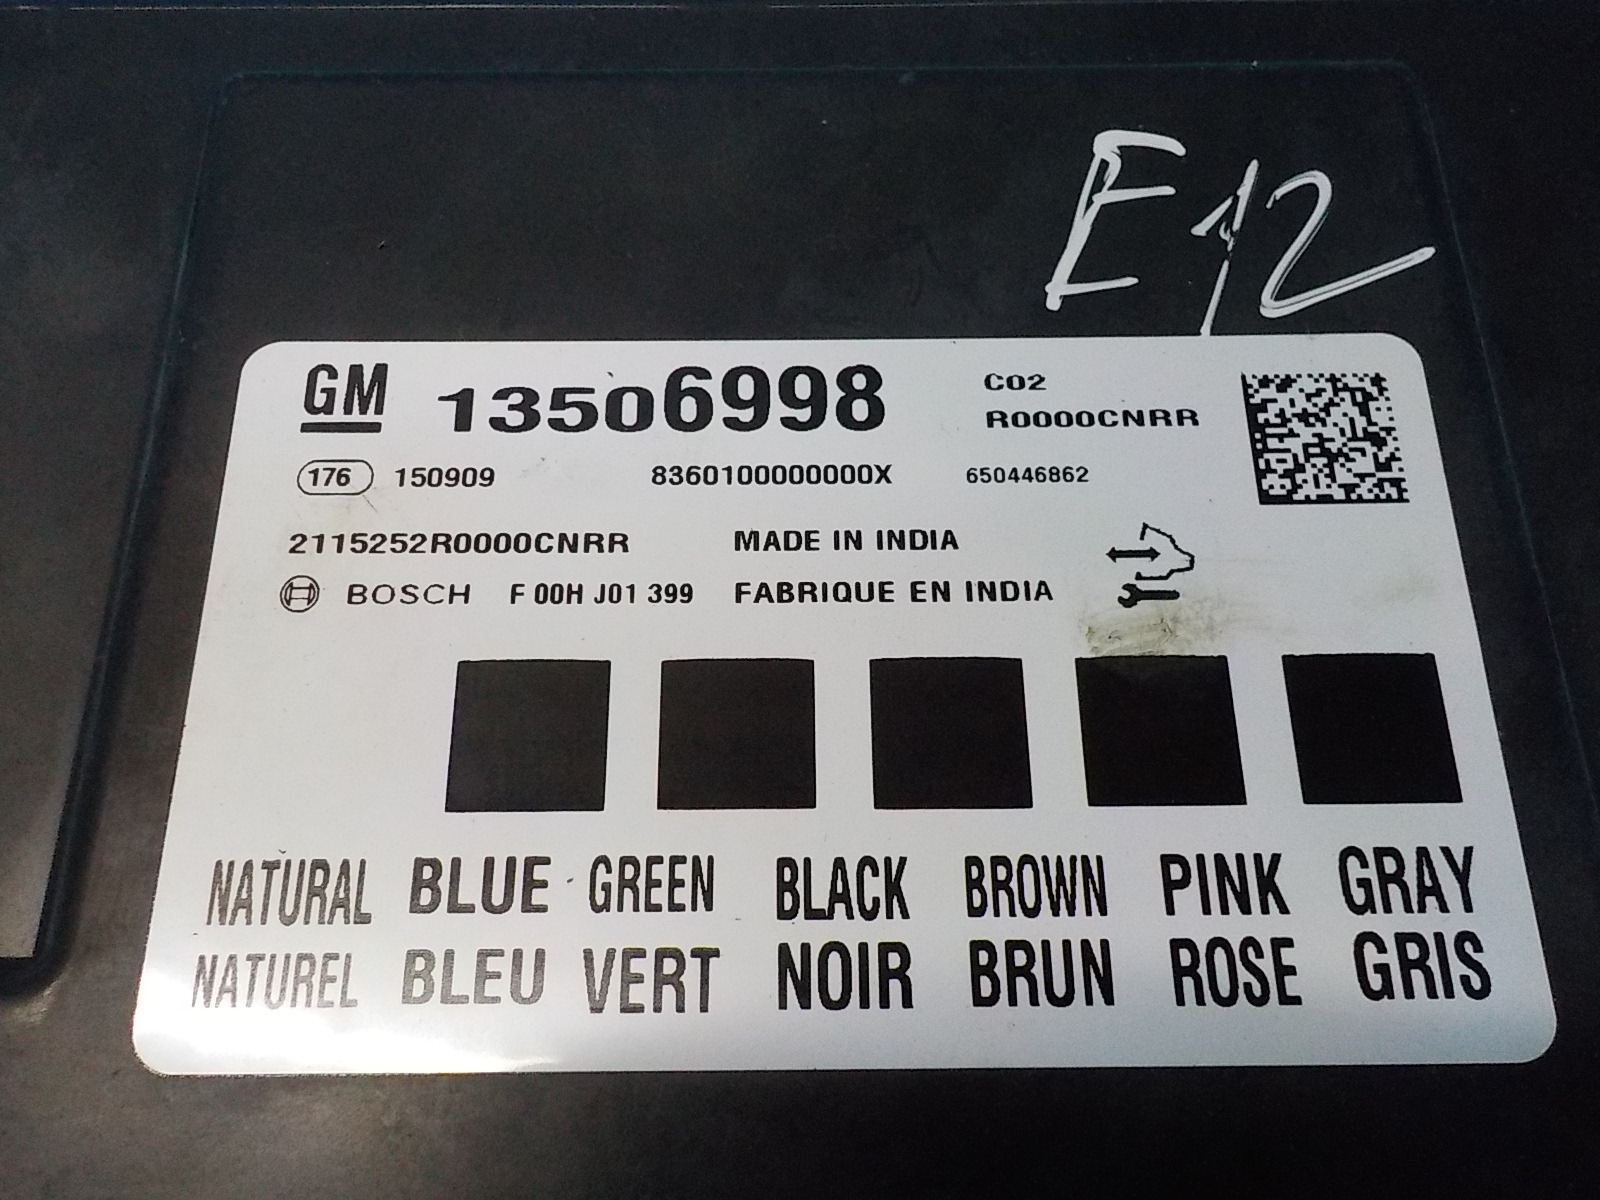 E12
GM 13506998 C02
R0000CNRR
176 150909 8360100000000X 650446862
2115252R0000CNRR MADE IN INDIA
BOSCH F 00H J01 399 FABRIQUE EN INDIA
NATURAL BLUE GREEN BLACK BROWN PINK GRAY
NATUREL BLEU VERT NOIR BRUN ROSE GRIS